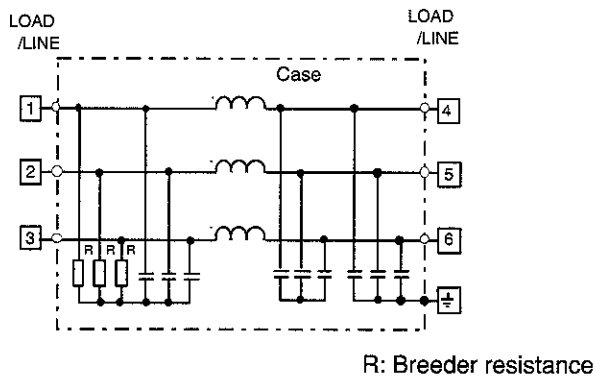 LOAD
/LINE
LOAD
/LINE
Case
1
4
2
5
3
6
R R R
R: Breeder resistance